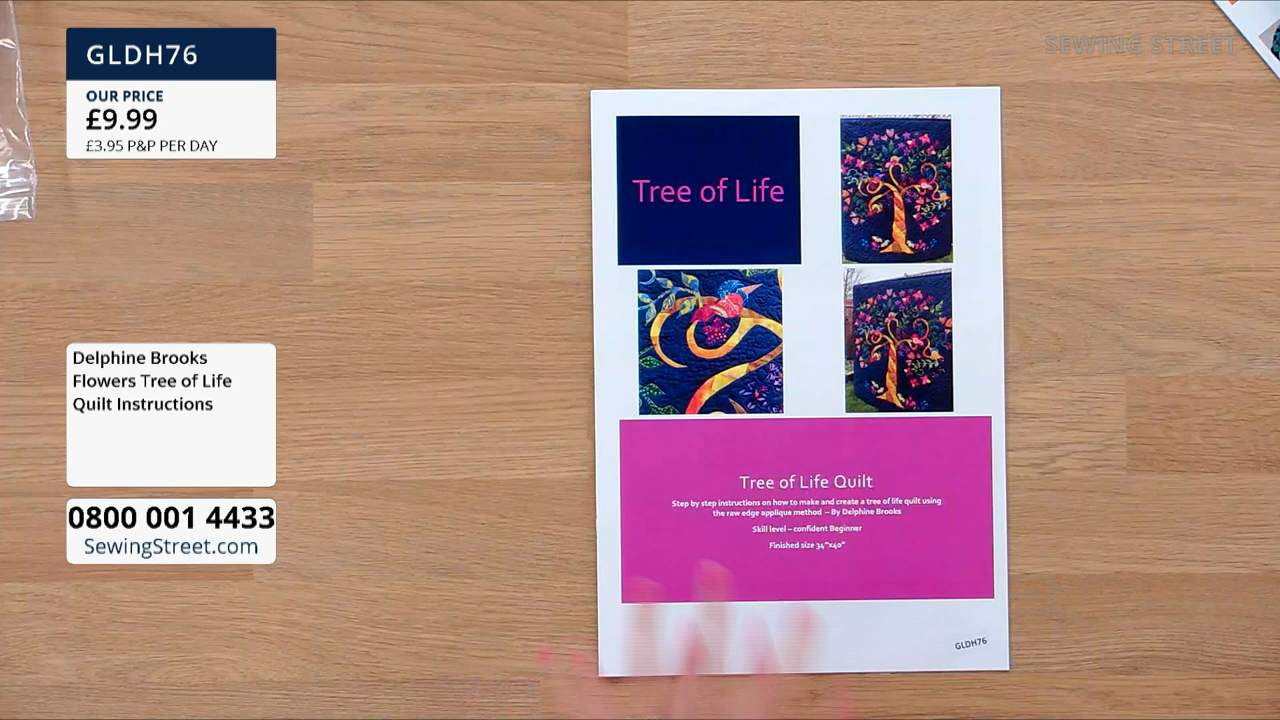 GLDH76
OUR PRICE
£9.99
£3.95 P&P PER DAY
Delphine Brooks
Flowers Tree of Life
Quilt Instructions
0800 001 4433
SewingStreet.com
SEWING STREET
Tree of Life
Tree of Life Quilt
Step by step instructions on how to make and create a tree of life quilt using
the raw edge applique method – By Delphine Brooks
Skill level – confident Beginner
Finished size 34"x40"
GLDH76